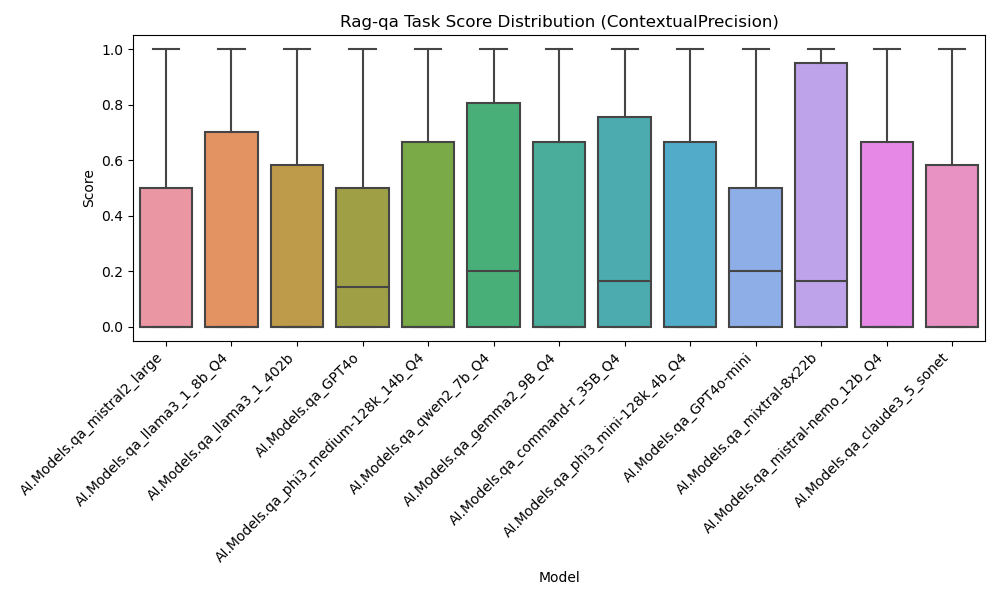 Rag-qa Task Score Distribution (ContextualPrecision)
1.0
0.8
0.6
0.4
0.2
0.0
Score
AI.Models.qa_mistral2_large
AI.Models.qa_llama3_1_8b_Q4
AI.Models.qa_llama3_1_402b
AI.Models.qa_GPT4o
AI.Models.qa_phi3_medium-128k_14b_Q4
AI.Models.qa_qwen2_7b_Q4
AI.Models.qa_gemma2_9B_Q4
AI.Models.qa_command-r_35B_Q4
AI.Models.qa_phi3_mini-128k_4b_Q4
AI.Models.qa_GPT4o-mini
AI.Models.qa_mixtral-8x22b
AI.Models.qa_mistral-nemo_12b_Q4
AI.Models.qa_claude3_5_sonet
Model